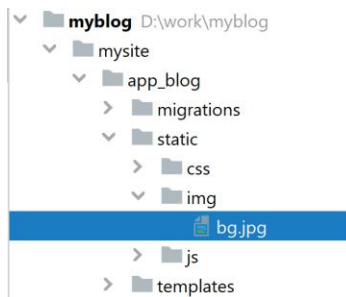 myblog D:\work\myblog
mysite
app_blog
migrations
static
css
img
bg.jpg
js
templates